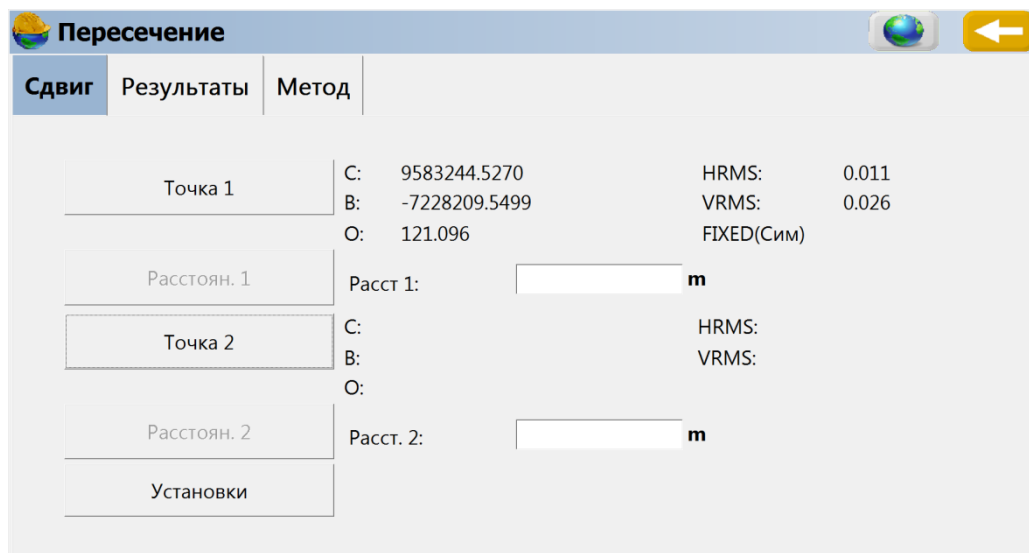 Пересечение
Сдвиг Результаты Метод
Точка 1 С: 9583244.5270 HRMS: 0.011
В: -7228209.5499 VRMS: 0.026
О: 121.096 FIXED(Сим)
Расстоян. 1 Расст 1: m
Точка 2 С: HRMS:
В: VRMS:
О:
Расстоян. 2 Расст. 2: m
Установки